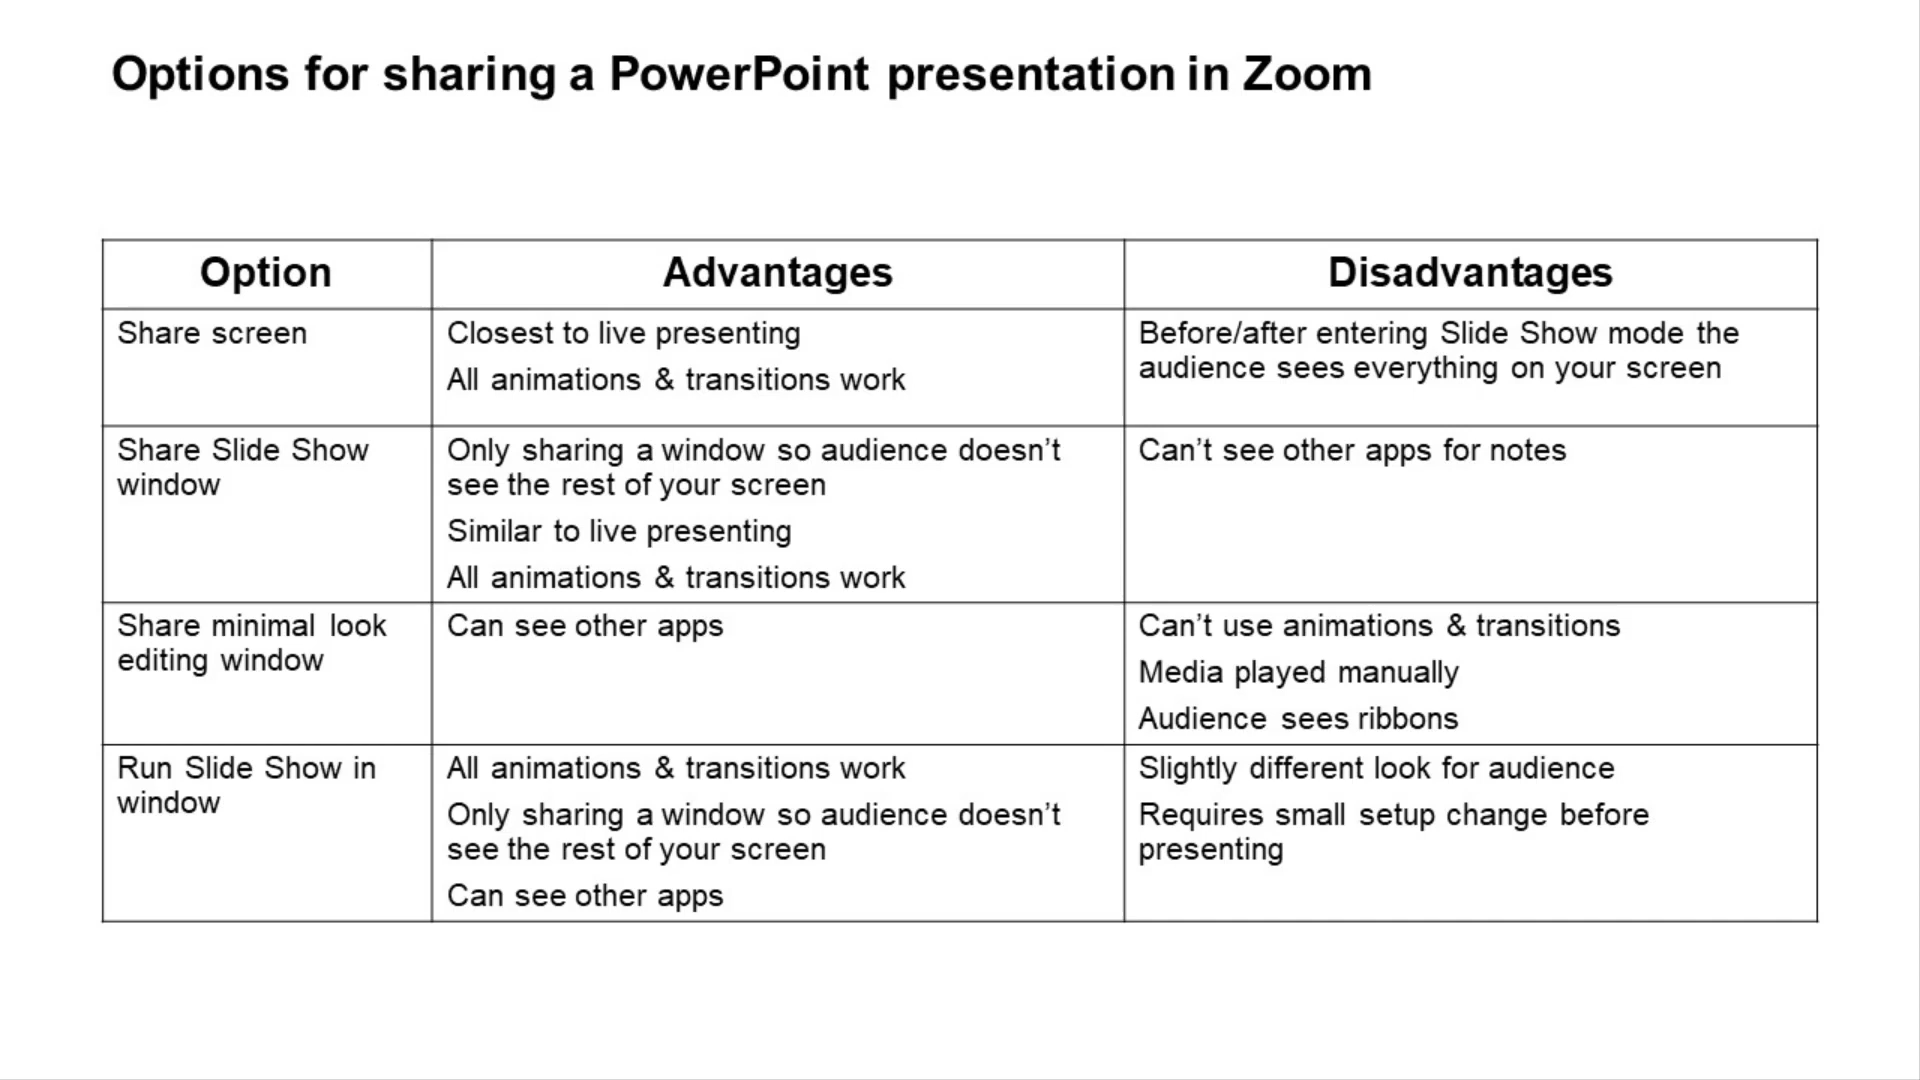 Options for sharing a PowerPoint presentation in Zoom
Option
Advantages
Disadvantages
Share screen
Closest to live presenting
All animations & transitions work
Before/after entering Slide Show mode the
audience sees everything on your screen
Share Slide Show
window
Only sharing a window so audience doesn’t
see the rest of your screen
Similar to live presenting
All animations & transitions work
Can’t see other apps for notes
Share minimal look
editing window
Can see other apps
Can’t use animations & transitions
Media played manually
Audience sees ribbons
Run Slide Show in
window
All animations & transitions work
Only sharing a window so audience doesn’t
see the rest of your screen
Can see other apps
Slightly different look for audience
Requires small setup change before
presenting